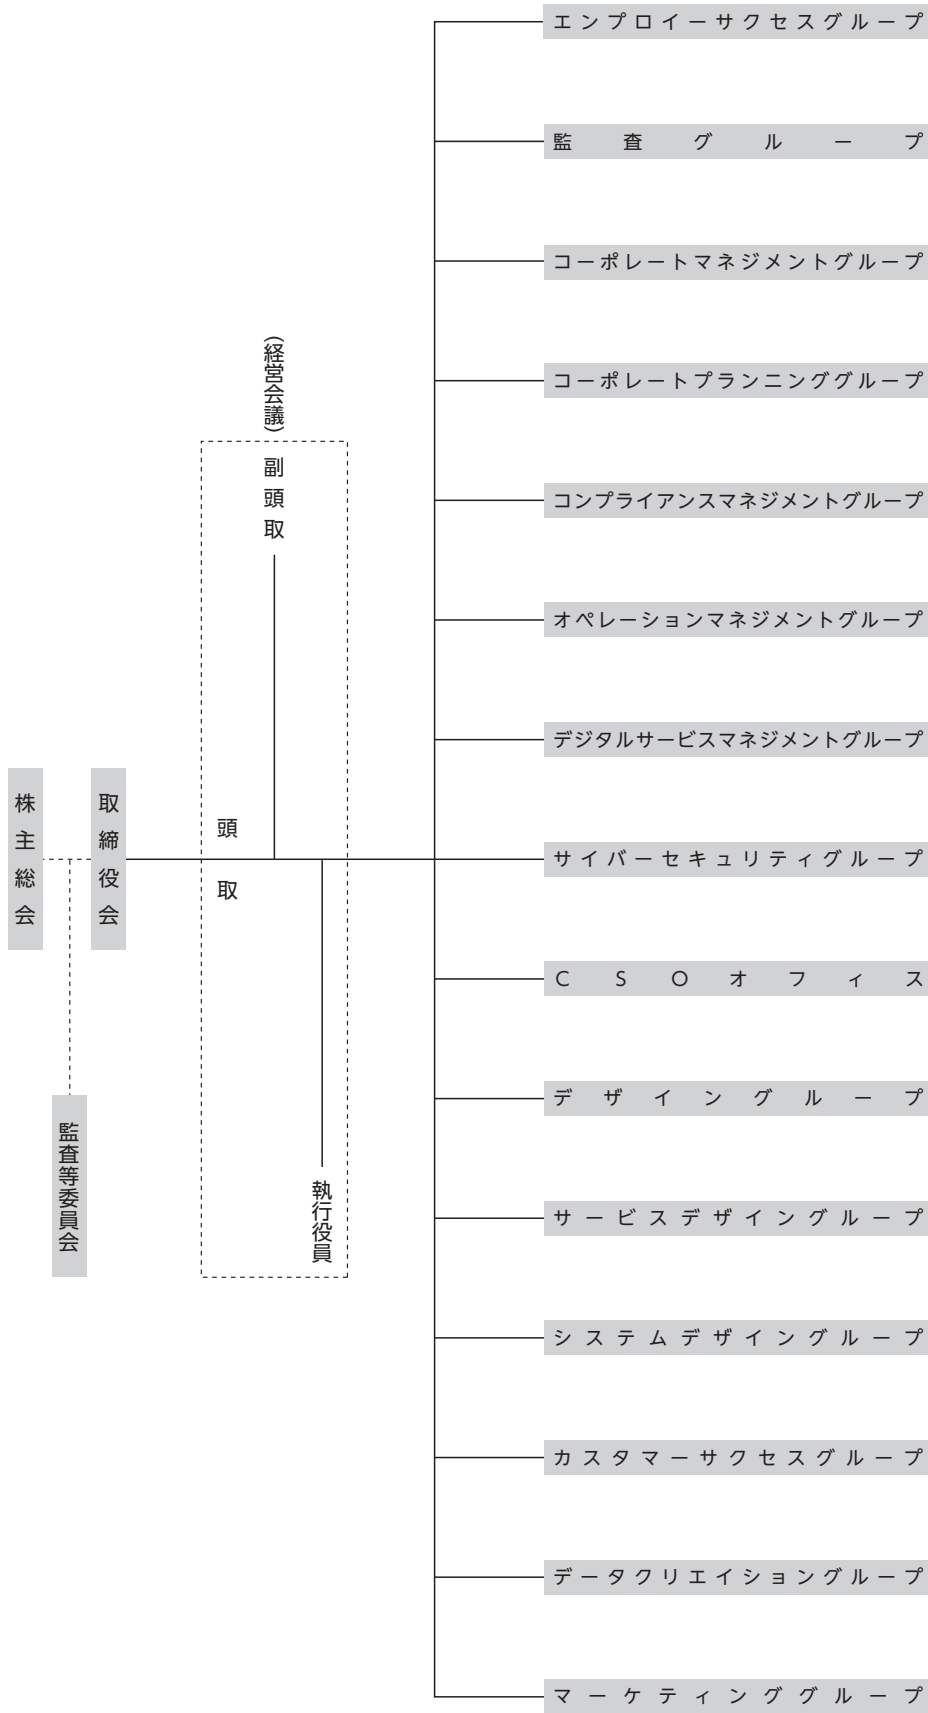 株主総会
取締役会
監査等委員会
(経営会議)
副頭取
頭取
執行役員
エンプロイーサクセスグループ
監査グループ
コーポレートマネジメントグループ
コーポレートプランニンググループ
コンプライアンスマネジメントグループ
オペレーションマネジメントグループ
デジタルサービスマネジメントグループ
サイバーセキュリティグループ
CSOオフィス
デザイングループ
サービスデザイングループ
システムデザイングループ
カスタマーサクセスグループ
データクリエイショングループ
マーケティンググループ